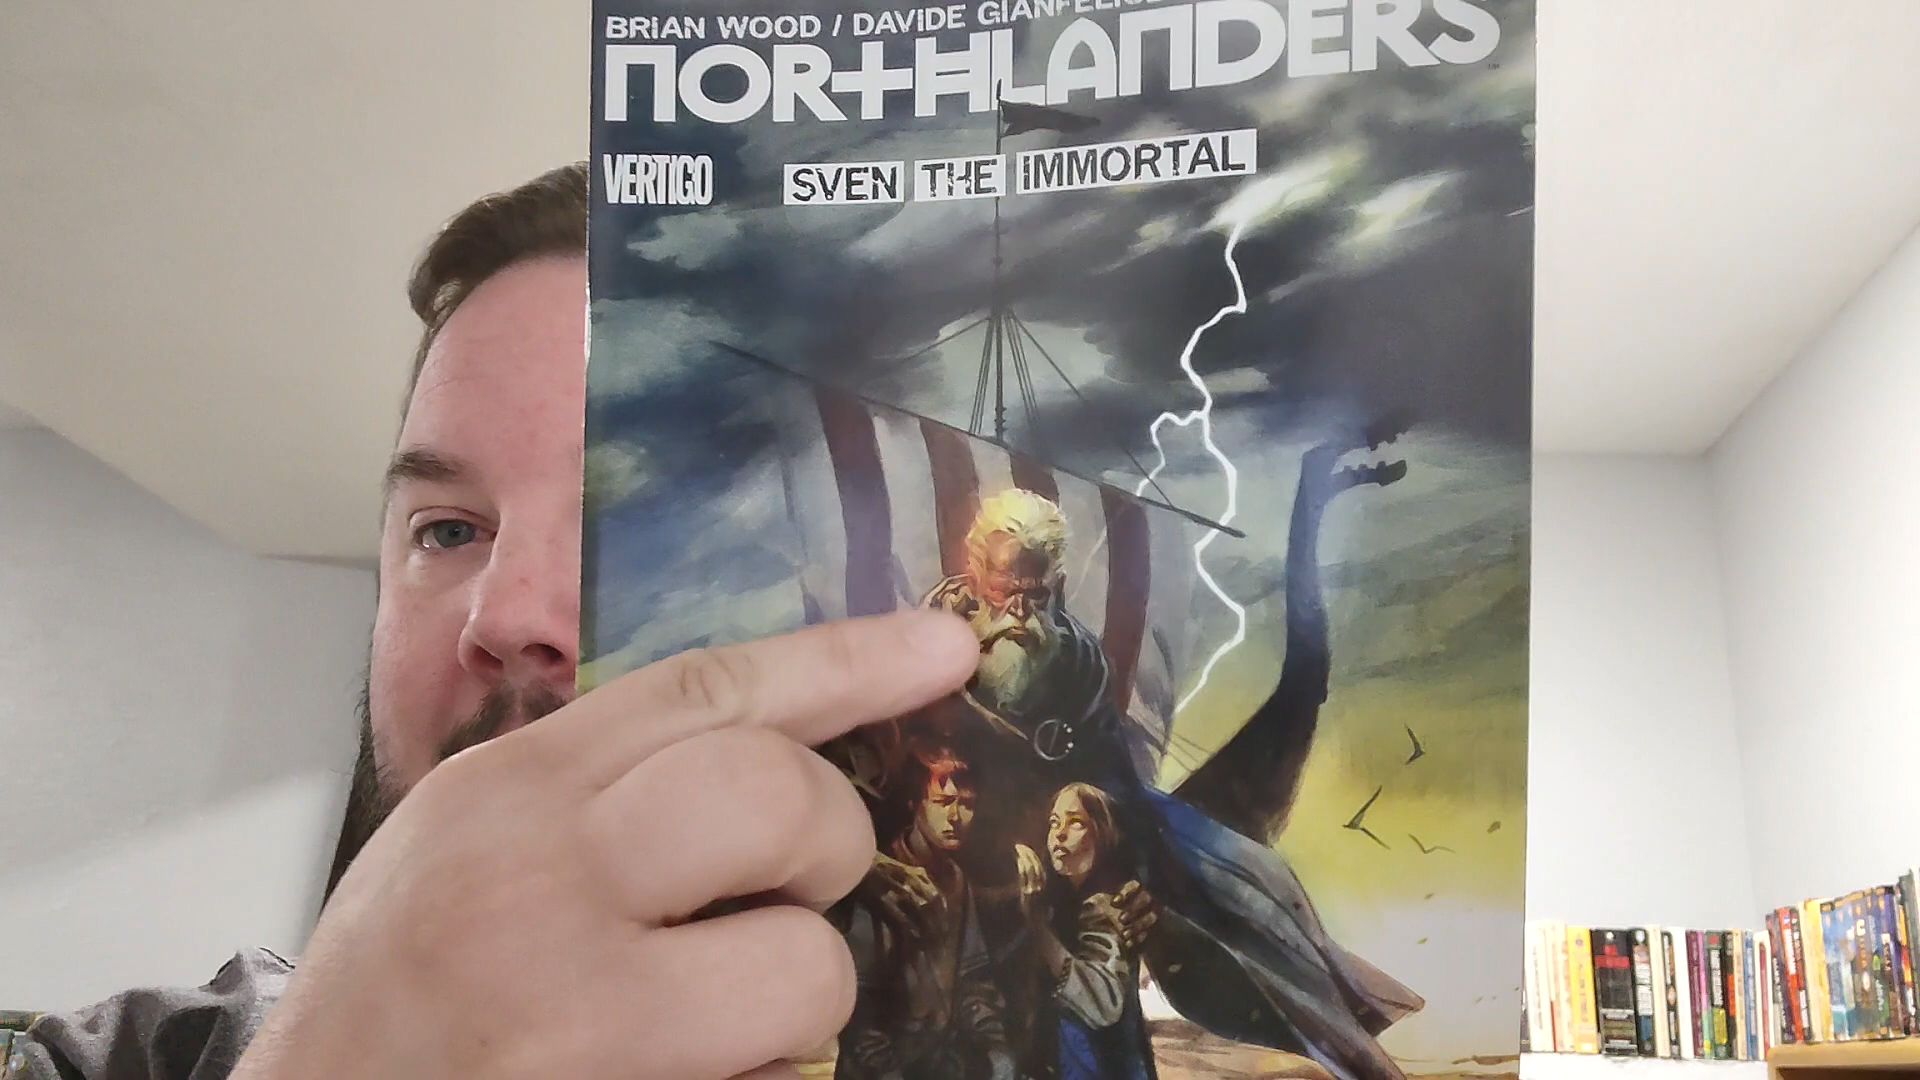 BRIAN WOOD / DAVIDE
NORTHLANDERS
VERTIGO
SVEN THE IMMORTAL